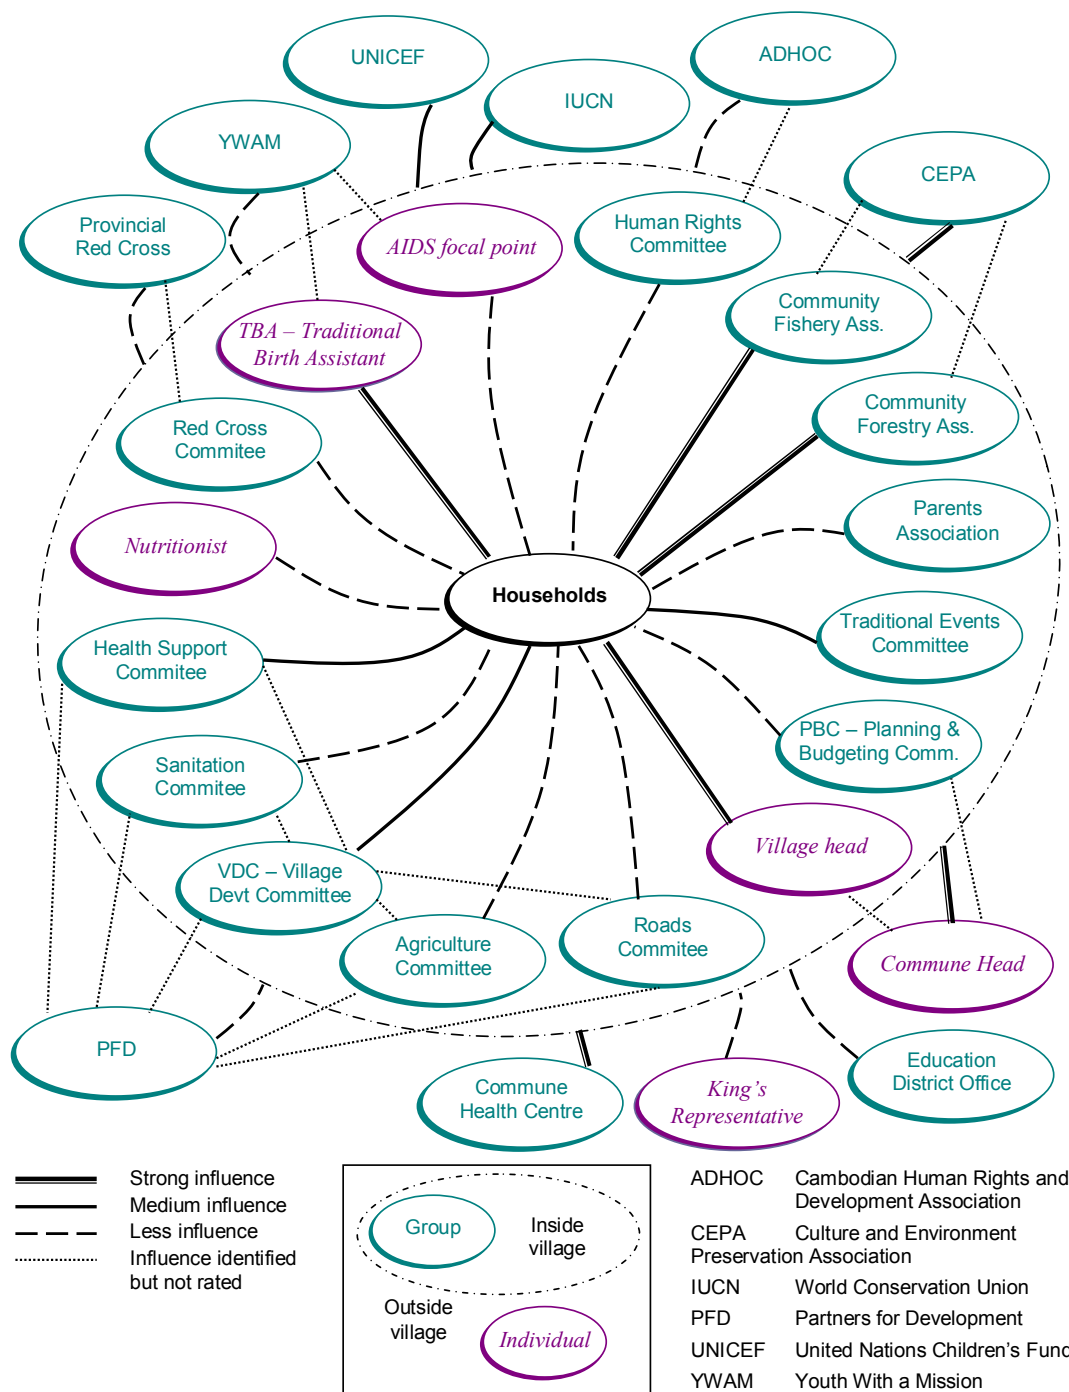 UNICEF
ADHOC
IUCN
YWAM
CEPA
Provincial
Red Cross
AIDS focal point
Human Rights
Committee
TBA – Traditional
Birth Assistant
Community
Fishery Ass.
Red Cross
Commitee
Community
Forestry Ass.
Nutritionist
Parents
Association
Households
Health Support
Commitee
Traditional Events
Committee
Sanitation
Commitee
PBC – Planning &
Budgeting Comm.
VDC – Village
Devt Committee
Village head
Agriculture
Committee
Roads
Commitee
Commune Head
PFD
Commune
Health Centre
King's
Representative
Education
District Office
Strong influence
Medium influence
Less influence
Influence identified
but not rated
Group
Inside
village
Outside
village
Individual
ADHOC Cambodian Human Rights and
Development Association
CEPA Culture and Environment
Preservation Association
IUCN World Conservation Union
PFD Partners for Development
UNICEF United Nations Children's Fund
YWAM Youth With a Mission